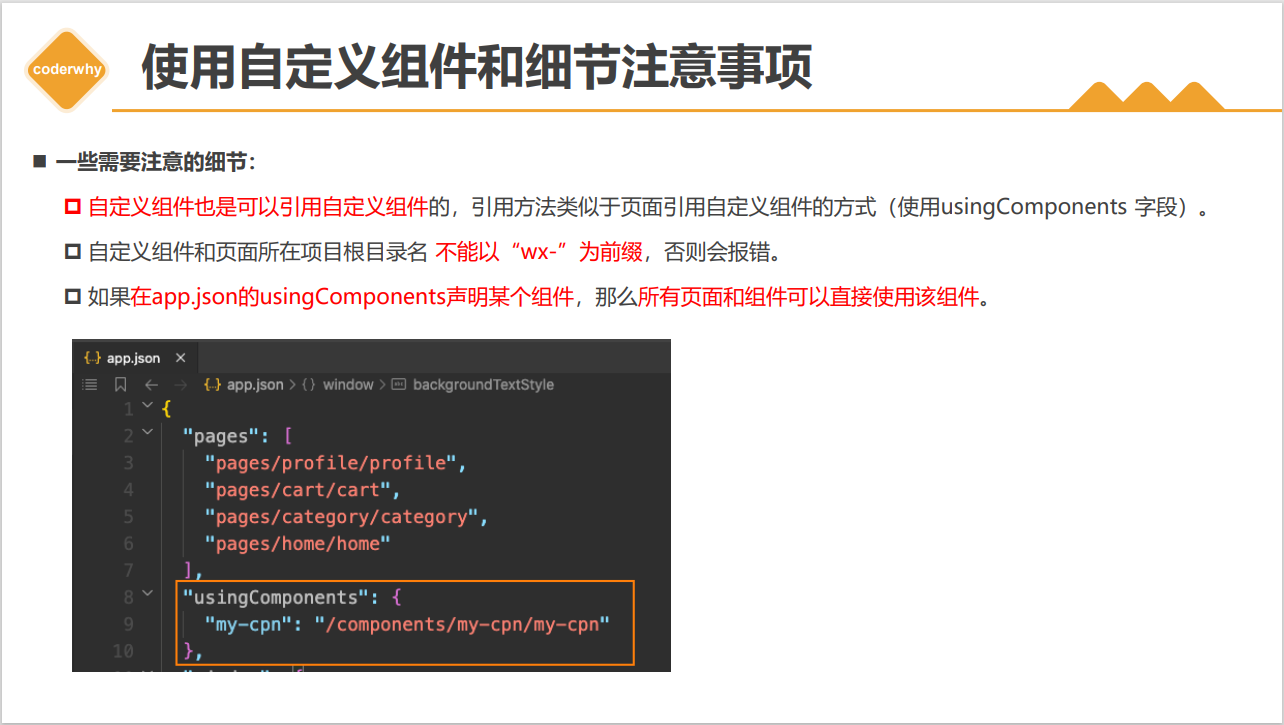 coderwhy
使用自定义组件和细节注意事项
一些需要注意的细节：
自定义组件也是可以引用自定义组件的，引用方法类似于页面引用自定义组件的方式（使用usingComponents 字段）。
自定义组件和页面所在项目根目录名 不能以“wx-”为前缀，否则会报错。
如果在app.json的usingComponents声明某个组件，那么所有页面和组件可以直接使用该组件。
{..} app.json ×
{..} app.json > { } window > backgroundTextStyle
1 {
2 "pages": [
3 "pages/profile/profile",
4 "pages/cart/cart",
5 "pages/category/category",
6 "pages/home/home"
7 ],
8 "usingComponents": {
9 "my-cpn": "/components/my-cpn/my-cpn"
10 },